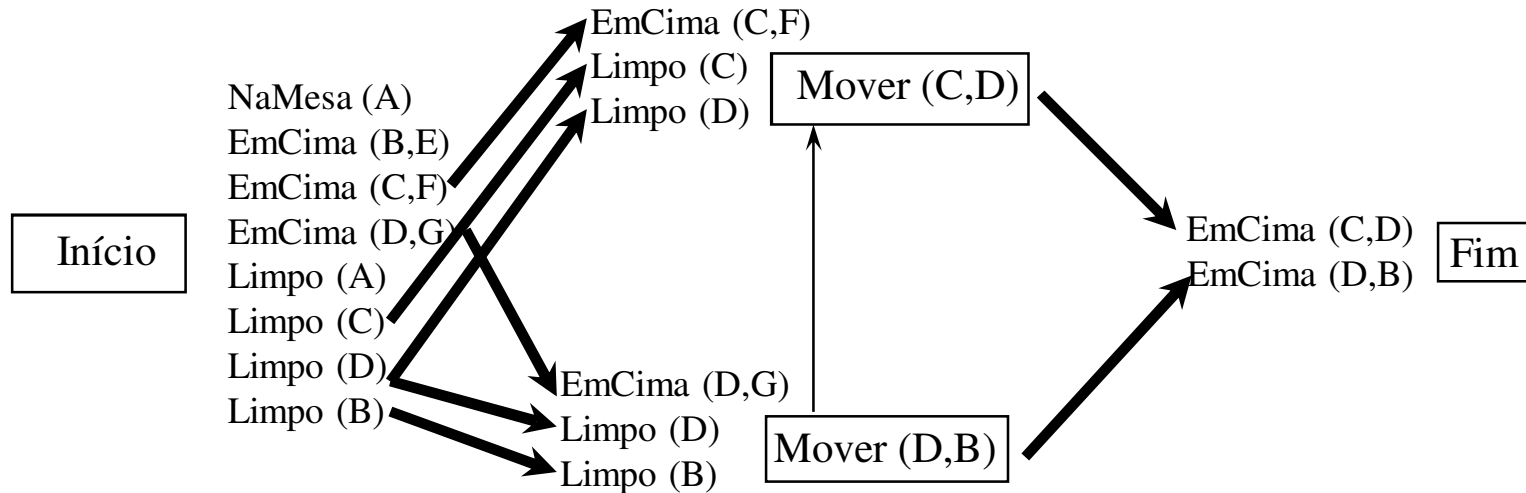 Início
NaMesa (A)
EmCima (B,E)
EmCima (C,F)
EmCima (D,G)
Limpo (A)
Limpo (C)
Limpo (D)
Limpo (B)
EmCima (C,F)
Limpo (C)
Limpo (D)
Mover (C,D)
EmCima (D,G)
Limpo (D)
Limpo (B)
Mover (D,B)
EmCima (C,D)
EmCima (D,B)
Fim